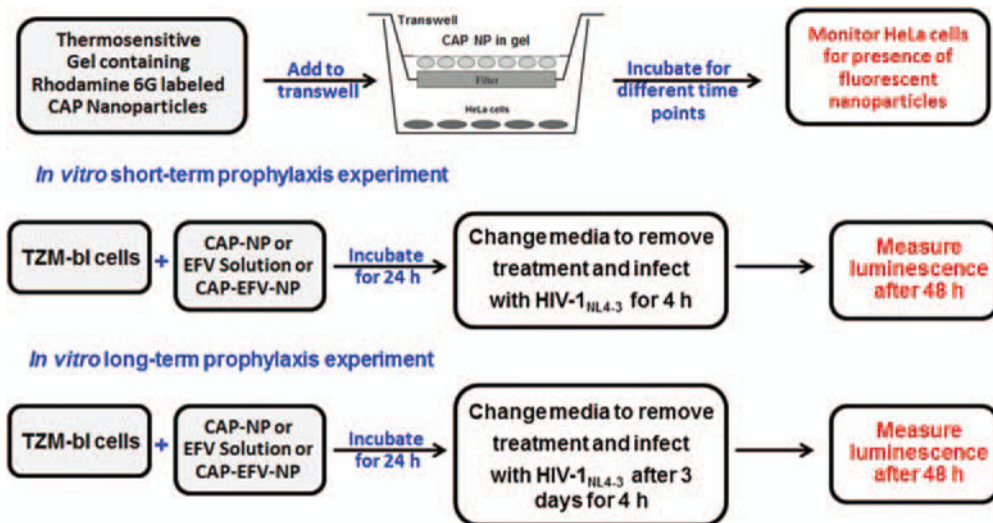 Thermosensitive
Gel containing
Rhodamine 6G labeled
CAP Nanoparticles
Add to
transwell
Transwell
CAP NP in gel
Filter
HeLa cells
Incubate for
different time
points
Monitor HeLa cells
for presence of
fluorescent
nanoparticles
In vitro short-term prophylaxis experiment
TZM-bl cells
+
CAP-NP or
EFV Solution or
CAP-EFV-NP
Incubate
for 24 h
Change media to remove
treatment and infect
with HIV-1NL4-3 for 4 h
Measure
luminescence
after 48 h
In vitro long-term prophylaxis experiment
TZM-bl cells
+
CAP-NP or
EFV Solution or
CAP-EFV-NP
Incubate
for 24 h
Change media to remove
treatment and infect
with HIV-1NL4-3 after 3
days for 4 h
Measure
luminescence
after 48 h